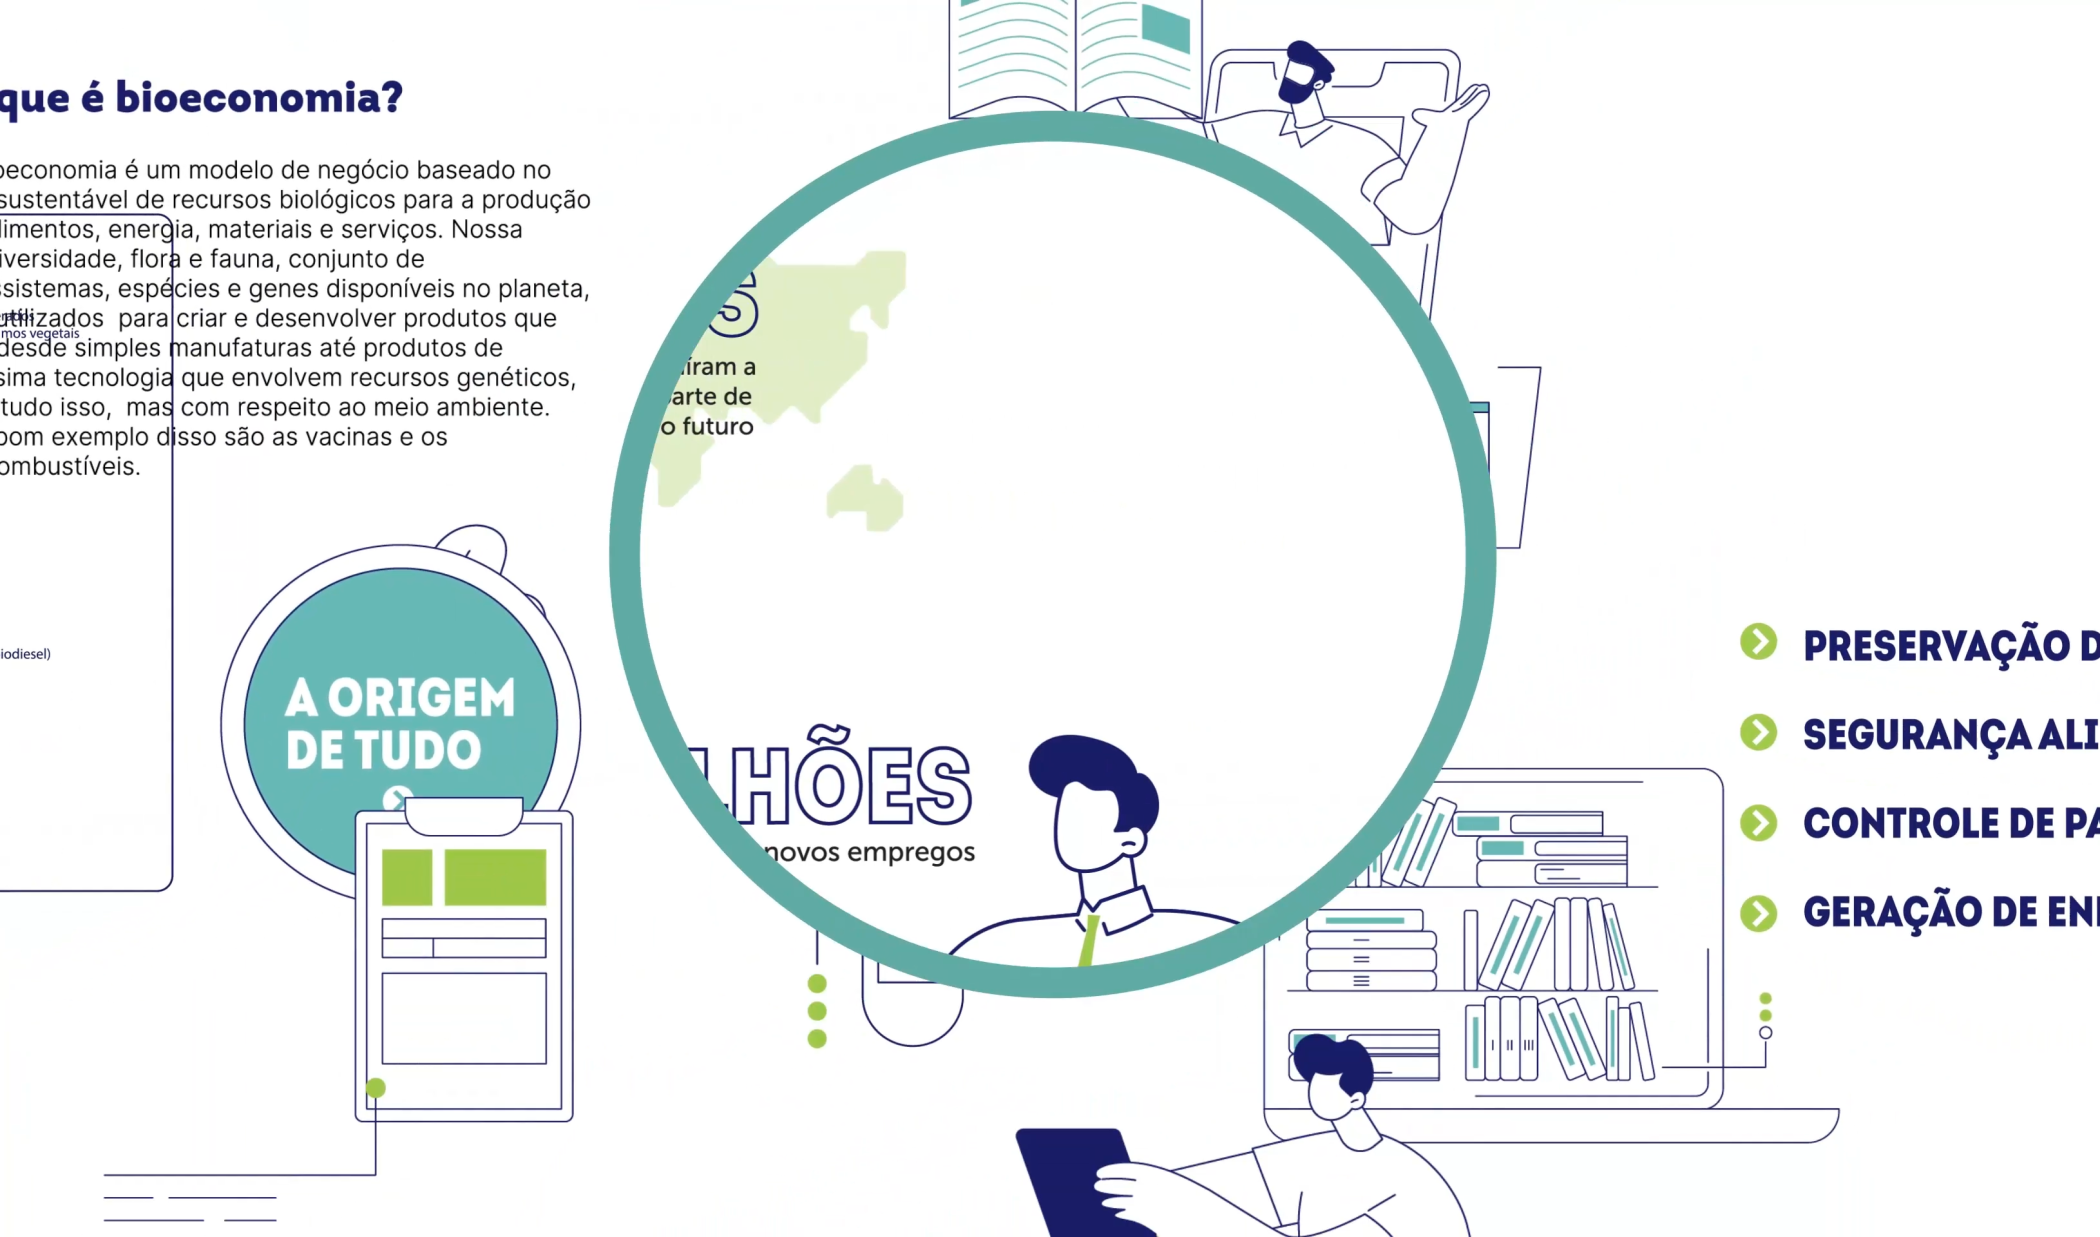 que é bioeconomia?
oeconomia é um modelo de negócio baseado no
sustentável de recursos biológicos para a produção
limentos, energia, materiais e serviços. Nossa
iversidade, flora e fauna, conjunto de
ssistemas, espécies e genes disponíveis no planeta,
utilizados para criar e desenvolver produtos que
mos vegetais
desde simples manufaturas até produtos de
sima tecnologia que envolvem recursos genéticos,
tudo isso, mas com respeito ao meio ambiente.
bom exemplo disso são as vacinas e os
ombustíveis.
iodiesel)
A ORIGEM
DE TUDO
S
íram a
arte de
o futuro
LHÕES
novos empregos
PRESERVAÇÃO D
SEGURANÇA ALI
CONTROLE DE PA
GERAÇÃO DE EN